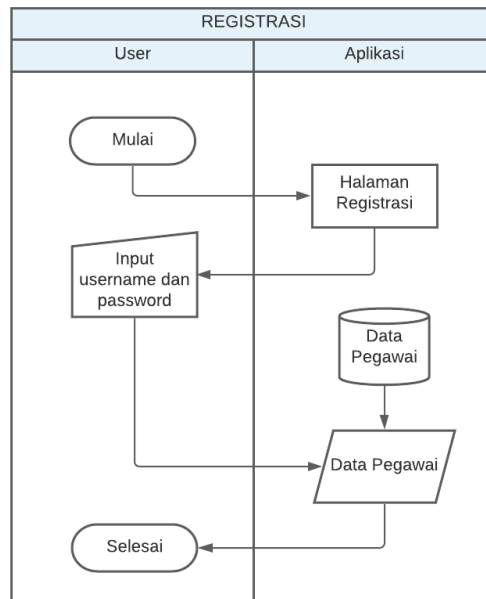 REGISTRASI
User
Aplikasi
Mulai
Halaman
Registrasi
Input
username dan
password
Data
Pegawai
Data Pegawai
Selesai